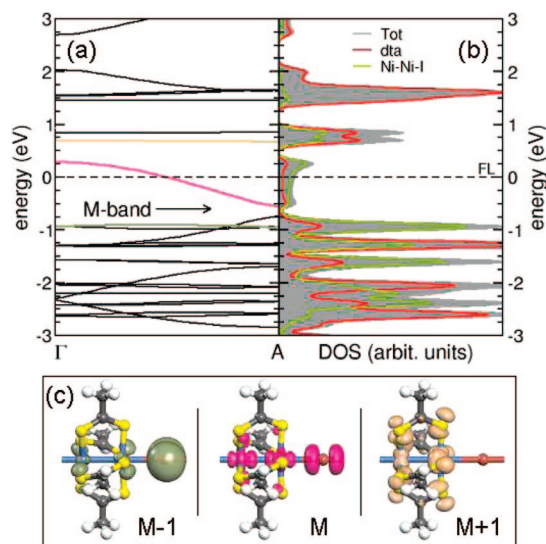 (a)
(b)
Tot
dta
Ni-Ni-I
3
2
1
0
-1
-2
-3
energy (eV)
M-band
FL
3
2
1
0
-1
-2
-3
energy (eV)
Γ
A
DOS (arbit. units)
(c)
M-1
M
M+1